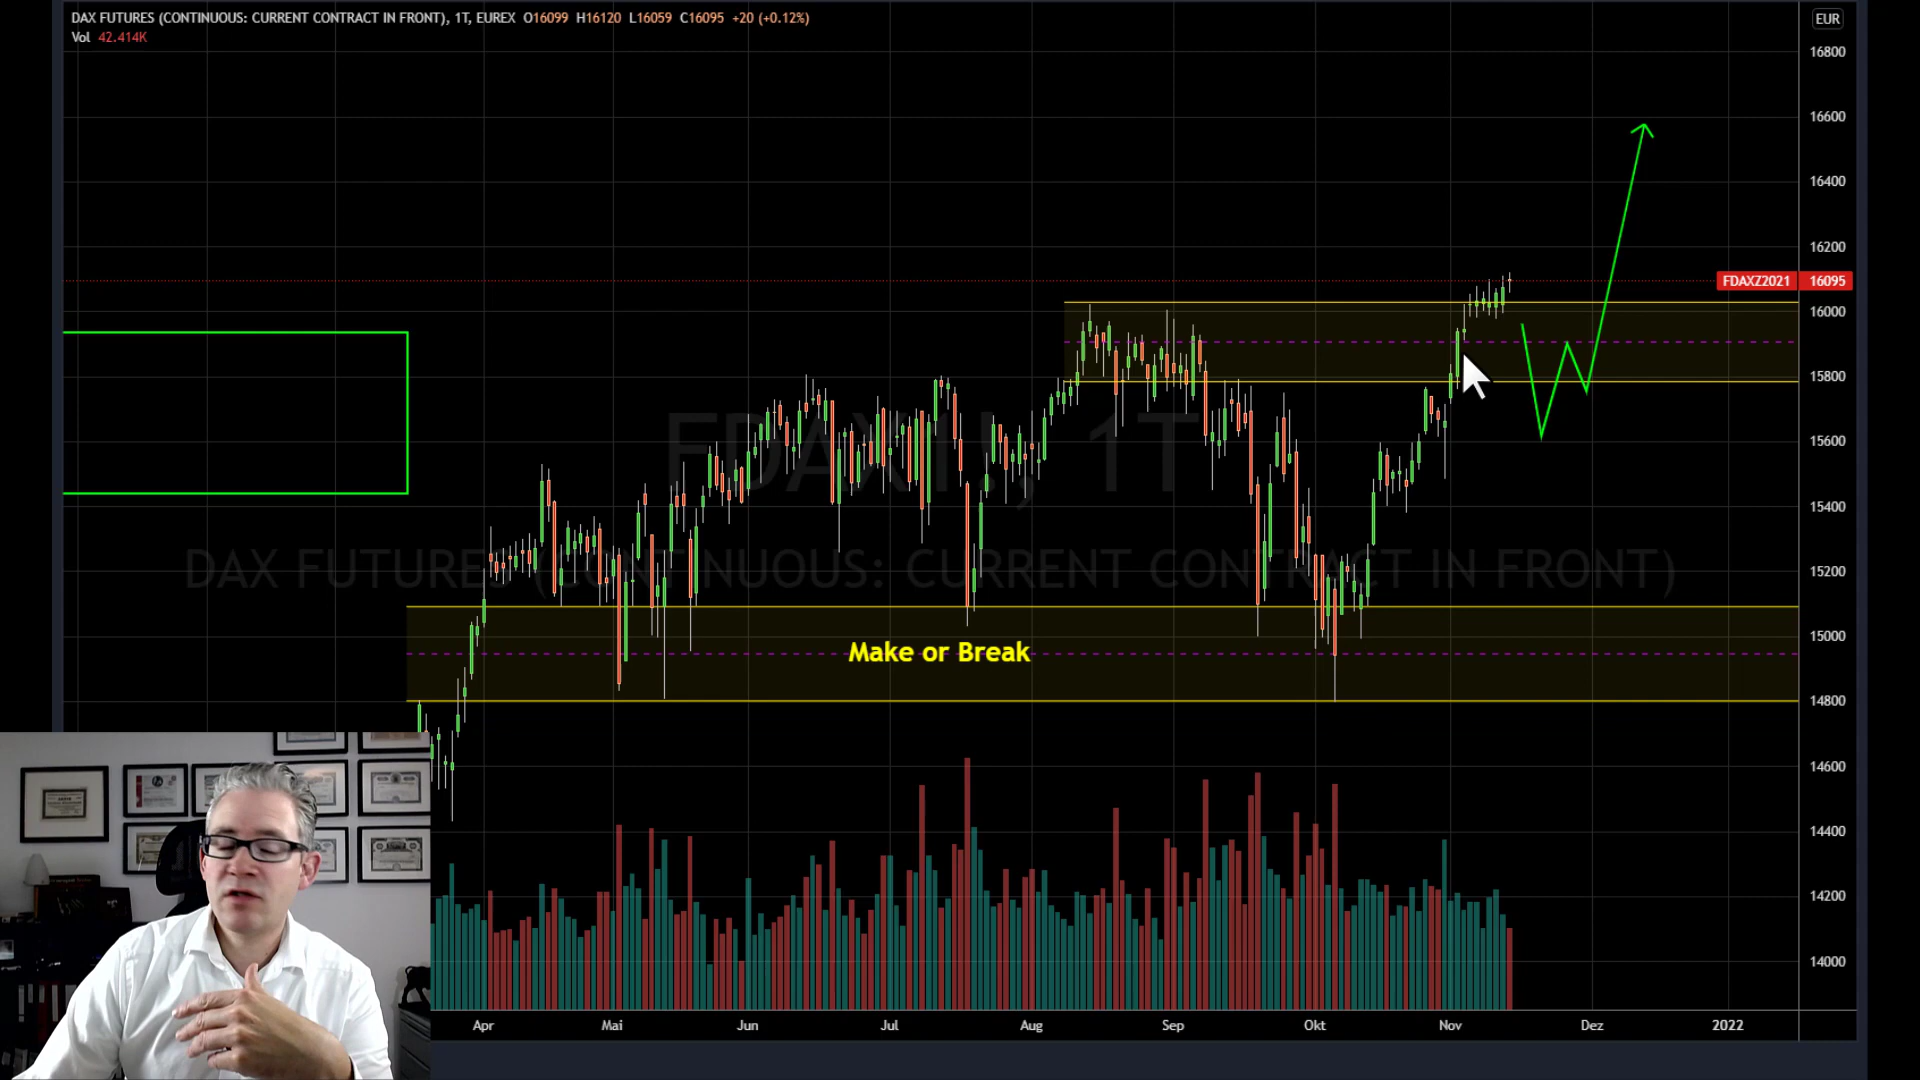 DAX FUTURES (CONTINUOUS: CURRENT CONTRACT IN FRONT), 1T, EUREX O16099 H16120 L16059 C16095 +20 (+0.12%)
EUR
Vol 42.414K
16800
16600
16400
16200
FDAXZ2021 16095
16000
15800
15600
FDAX1!, 1T
15400
DAX FUTURES (CONTINUOUS: CURRENT CONTRACT IN FRONT)
15200
15000
Make or Break
14800
14600
14400
14200
14000
Apr Mai Jun Jul Aug Sep Okt Nov Dez 2022